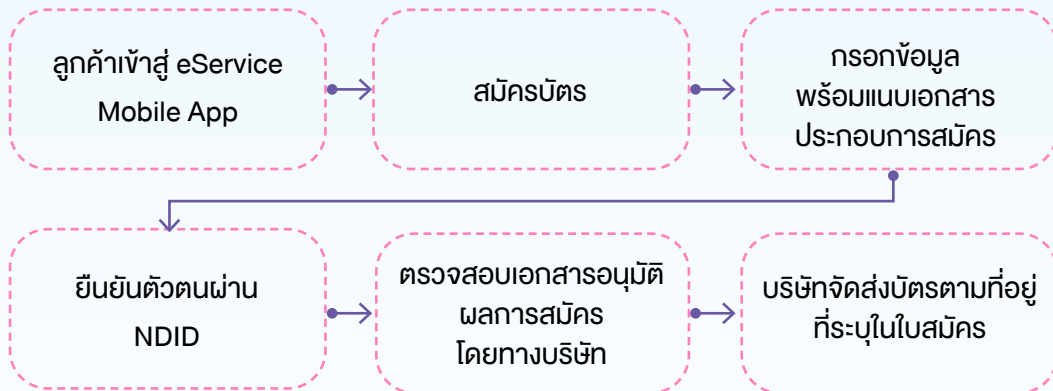 ลูกค้าเข้าสู่ eService
Mobile App
สมัครบัตร
กรอกข้อมูล
พร้อมแนบเอกสาร
ประกอบการสมัคร
ยืนยันตัวตนผ่าน
NDID
ตรวจสอบเอกสารอนุมัติ
ผลการสมัคร
โดยทางบริษัท
บริษัทจัดส่งบัตรตามที่อยู่
ที่ระบุในใบสมัคร